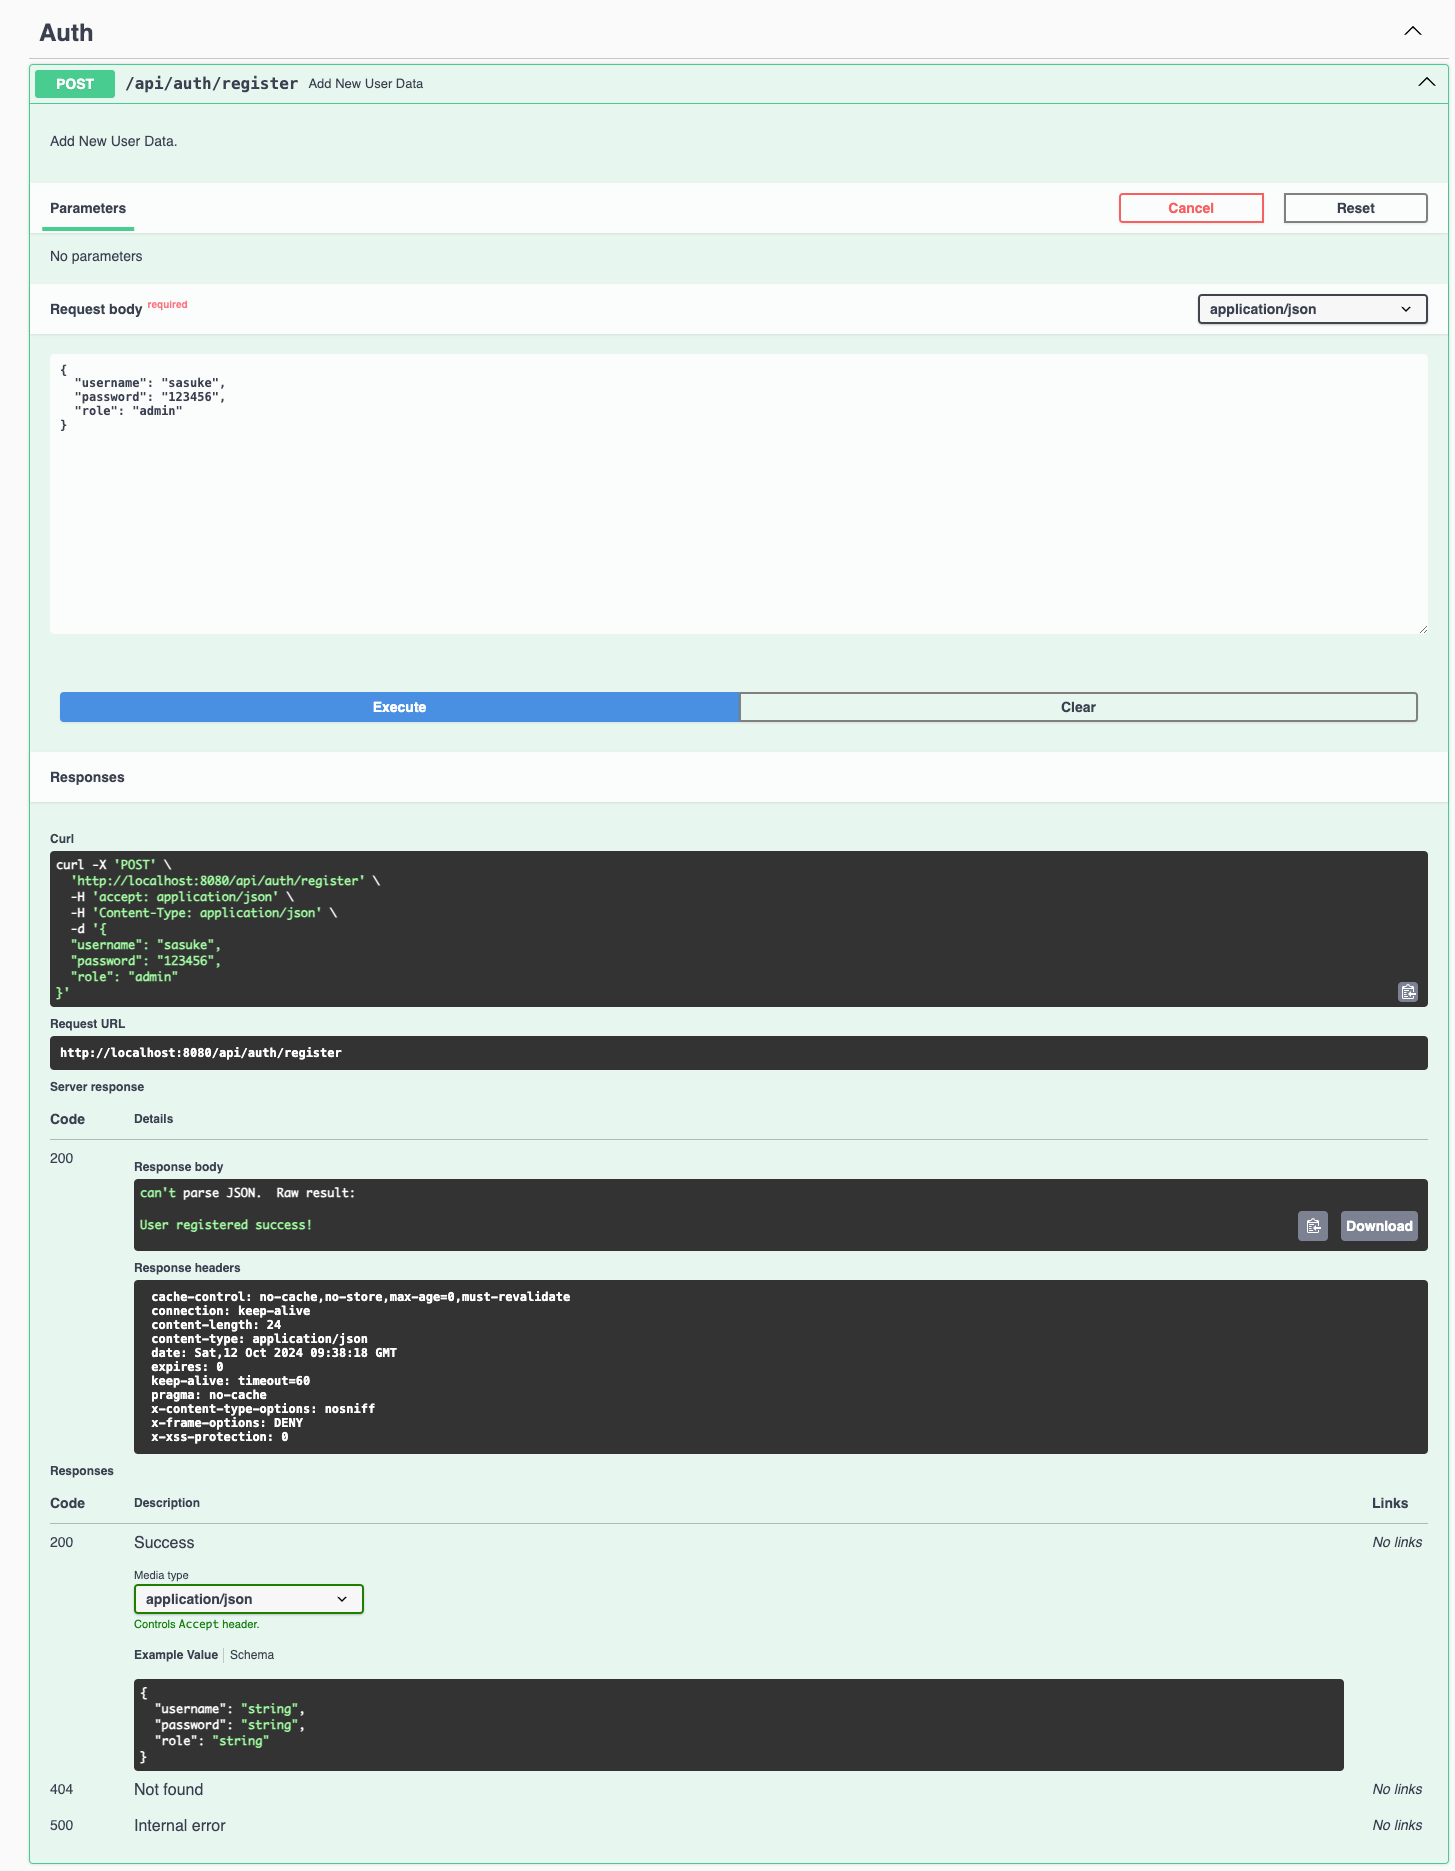 Auth
POST /api/auth/register Add New User Data
Add New User Data.
Parameters Cancel Reset
No parameters
Request body required application/json
{
  "username": "sasuke",
  "password": "123456",
  "role": "admin"
}
Execute Clear
Responses
Curl
curl -X 'POST' \
  'http://localhost:8080/api/auth/register' \
  -H 'accept: application/json' \
  -H 'Content-Type: application/json' \
  -d '{
  "username": "sasuke",
  "password": "123456",
  "role": "admin"
}'
Request URL
http://localhost:8080/api/auth/register
Server response
Code Details
200
Response body
can't parse JSON.  Raw result:
User registered success!
Download
Response headers
cache-control: no-cache,no-store,max-age=0,must-revalidate
connection: keep-alive
content-length: 24
content-type: application/json
date: Sat,12 Oct 2024 09:38:18 GMT
expires: 0
keep-alive: timeout=60
pragma: no-cache
x-content-type-options: nosniff
x-frame-options: DENY
x-xss-protection: 0
Responses
Code Description Links
200 Success No links
Media type
application/json
Controls Accept header.
Example Value Schema
{
  "username": "string",
  "password": "string",
  "role": "string"
}
404 Not found No links
500 Internal error No links